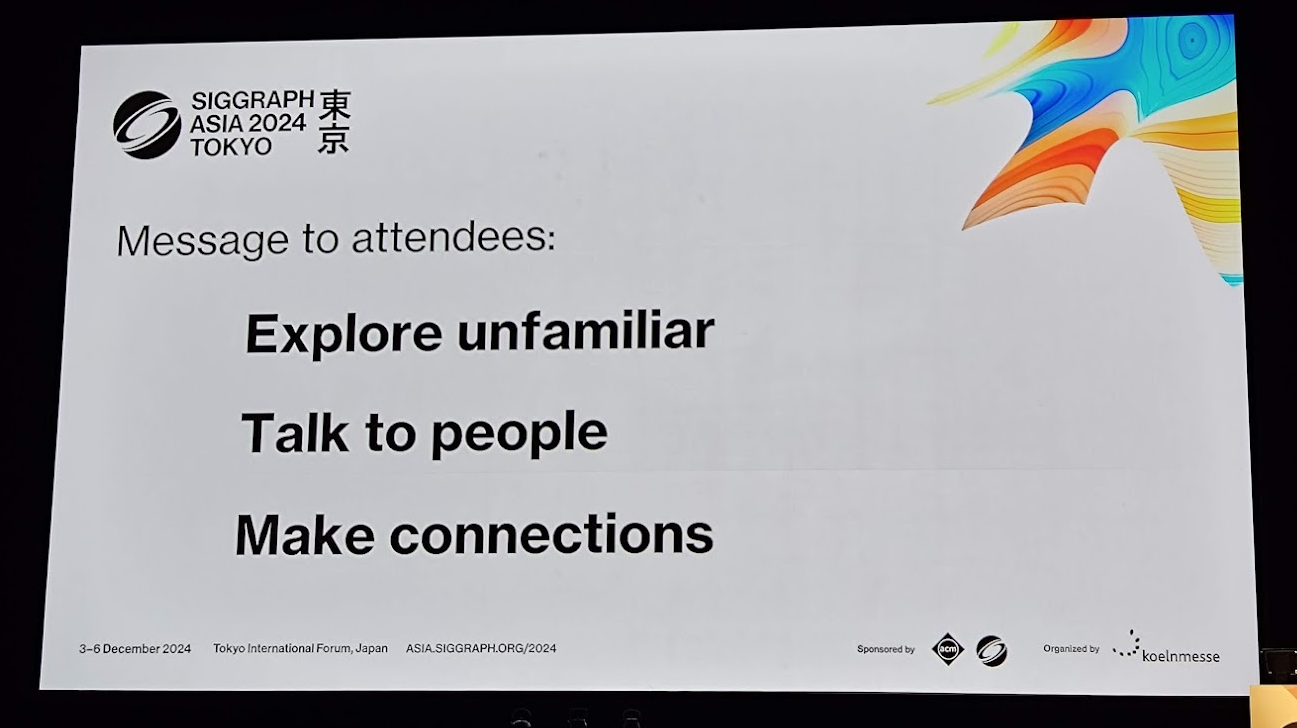 SIGGRAPH
ASIA 2024
TOKYO
東京
Message to attendees:
Explore unfamiliar
Talk to people
Make connections
3–6 December 2024 Tokyo International Forum, Japan ASIA.SIGGRAPH.ORG/2024
Sponsored by acm Organized by koelnmesse